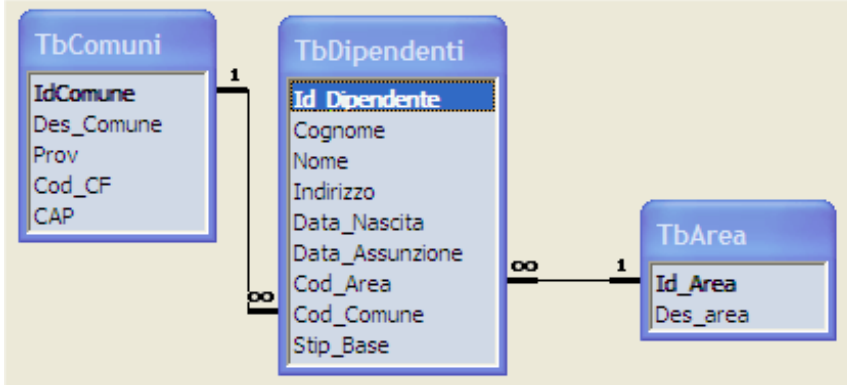 TbComuni
IdComune
Des_Comune
Prov
Cod_CF
CAP
1
∞
TbDipendenti
Id_Dipendente
Cognome
Nome
Indirizzo
Data_Nascita
Data_Assunzione
Cod_Area
Cod_Comune
Stip_Base
∞
1
TbArea
Id_Area
Des_area